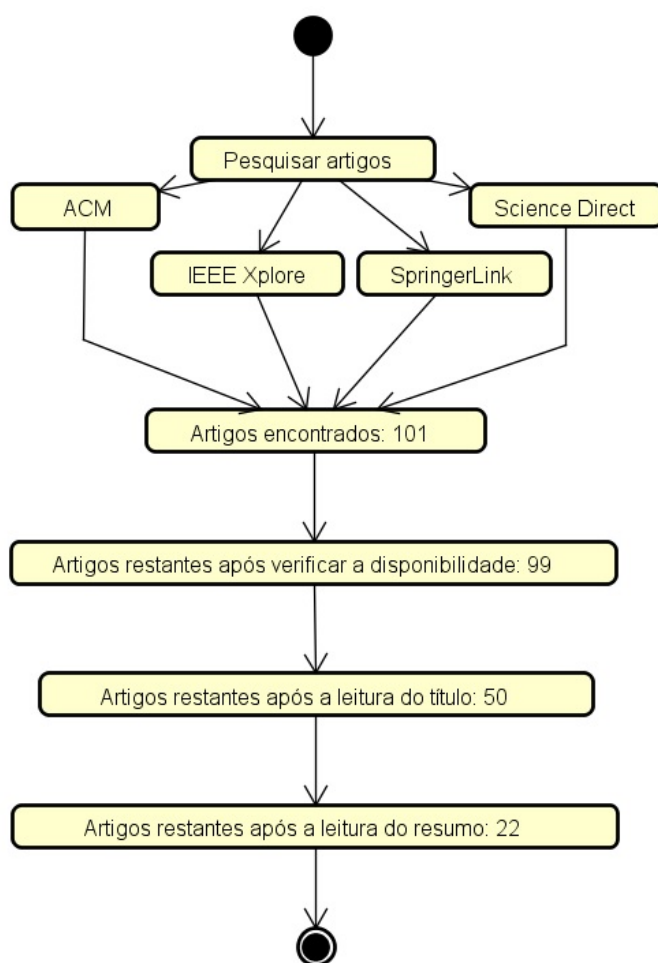 Pesquisar artigos
ACM
Science Direct
IEEE Xplore
SpringerLink
Artigos encontrados: 101
Artigos restantes após verificar a disponibilidade: 99
Artigos restantes após a leitura do título: 50
Artigos restantes após a leitura do resumo: 22